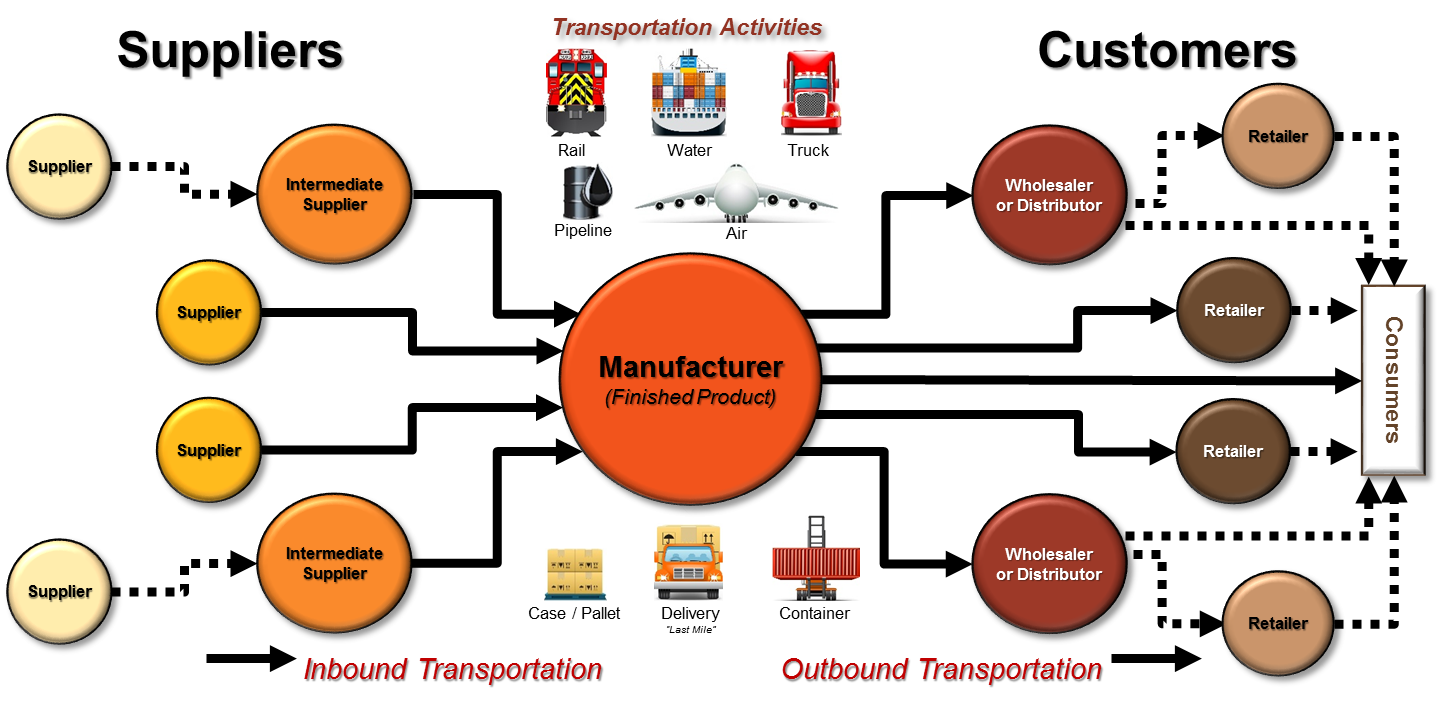 Transportation Activities
Suppliers
Customers
Rail
Water
Truck
Pipeline
Air
Supplier
Intermediate
Supplier
Supplier
Supplier
Supplier
Intermediate
Supplier
Manufacturer
(Finished Product)
Wholesaler
or Distributor
Retailer
Retailer
Retailer
Wholesaler
or Distributor
Retailer
Consumers
Case / Pallet
Delivery
"Last Mile"
Container
Inbound Transportation
Outbound Transportation